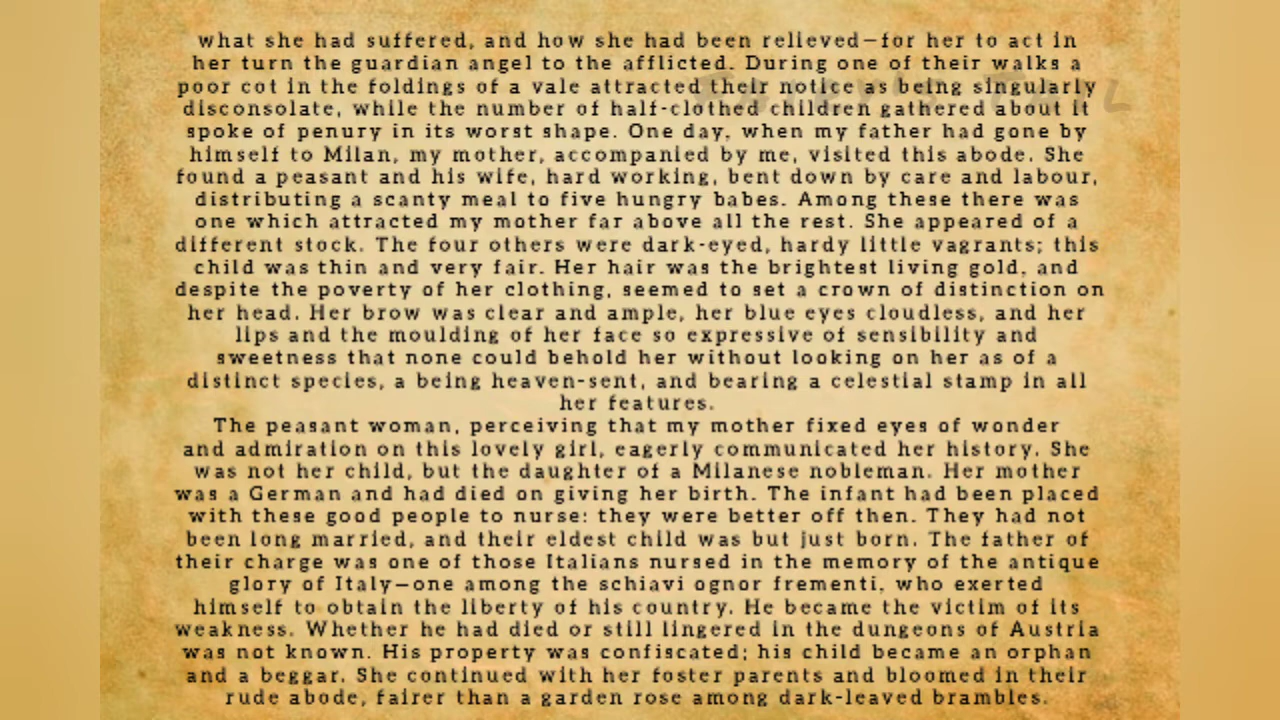 what she had suffered, and how she had been relieved—for her to act in
her turn the guardian angel to the afflicted. During one of their walks a
poor cot in the foldings of a vale attracted their notice as being singularly
disconsolate, while the number of half-clothed children gathered about it
spoke of penury in its worst shape. One day, when my father had gone by
himself to Milan, my mother, accompanied by me, visited this abode. She
found a peasant and his wife, hard working, bent down by care and labour,
distributing a scanty meal to five hungry babes. Among these there was
one which attracted my mother far above all the rest. She appeared of a
different stock. The four others were dark-eyed, hardy little vagrants; this
child was thin and very fair. Her hair was the brightest living gold, and
despite the poverty of her clothing, seemed to set a crown of distinction on
her head. Her brow was clear and ample, her blue eyes cloudless, and her
lips and the moulding of her face so expressive of sensibility and
sweetness that none could behold her without looking on her as of a
distinct species, a being heaven-sent, and bearing a celestial stamp in all
her features.
The peasant woman, perceiving that my mother fixed eyes of wonder
and admiration on this lovely girl, eagerly communicated her history. She
was not her child, but the daughter of a Milanese nobleman. Her mother
was a German and had died on giving her birth. The infant had been placed
with these good people to nurse: they were better off then. They had not
been long married, and their eldest child was but just born. The father of
their charge was one of those Italians nursed in the memory of the antique
glory of Italy—one among the schiavi ognor frementi, who exerted
himself to obtain the liberty of his country. He became the victim of its
weakness. Whether he had died or still lingered in the dungeons of Austria
was not known. His property was confiscated; his child became an orphan
and a beggar. She continued with her foster parents and bloomed in their
rude abode, fairer than a garden rose among dark-leaved brambles.